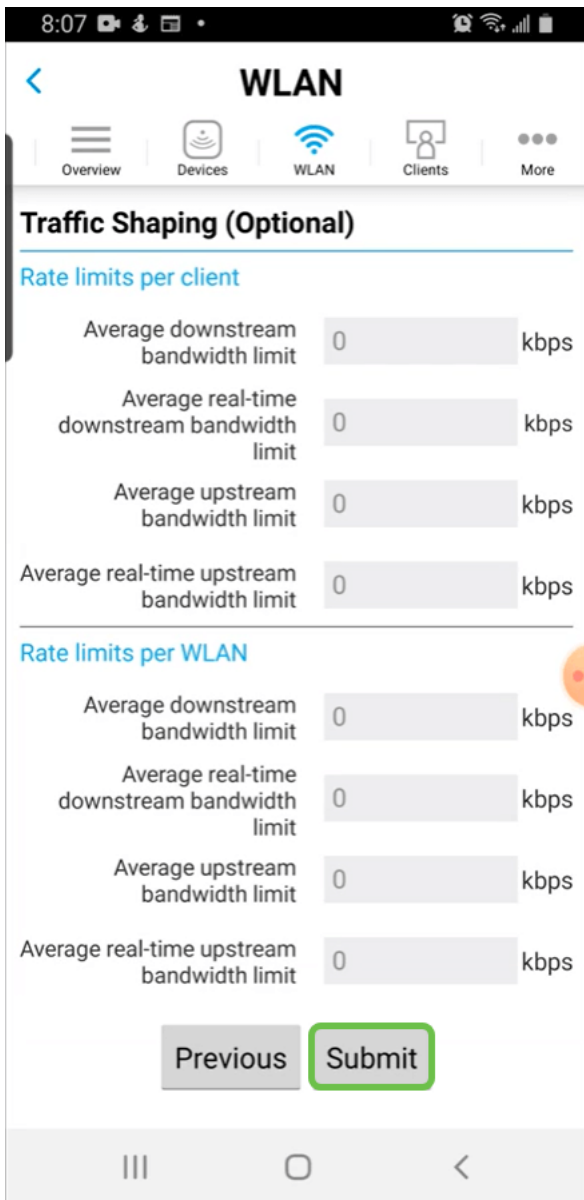 8:07
WLAN
Overview
Devices
WLAN
Clients
More
Traffic Shaping (Optional)
Rate limits per client
Average downstream
bandwidth limit
0
kbps
Average real-time
downstream bandwidth
limit
0
kbps
Average upstream
bandwidth limit
0
kbps
Average real-time upstream
bandwidth limit
0
kbps
Rate limits per WLAN
Average downstream
bandwidth limit
0
kbps
Average real-time
downstream bandwidth
limit
0
kbps
Average upstream
bandwidth limit
0
kbps
Average real-time upstream
bandwidth limit
0
kbps
Previous
Submit